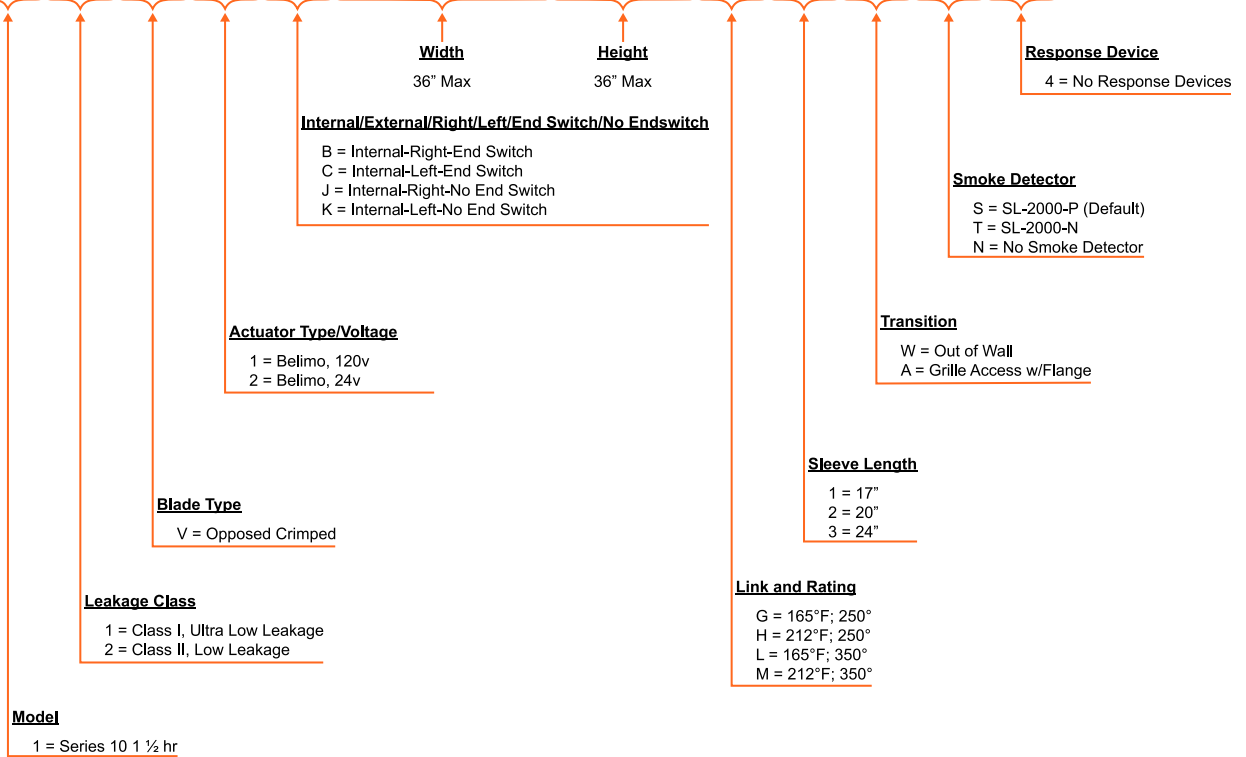 Width
36” Max
Height
36” Max
Response Device
4 = No Response Devices
Internal/External/Right/Left/End Switch/No Endswitch
B = Internal-Right-End Switch
C = Internal-Left-End Switch
J = Internal-Right-No End Switch
K = Internal-Left-No End Switch
Smoke Detector
S = SL-2000-P (Default)
T = SL-2000-N
N = No Smoke Detector
Actuator Type/Voltage
1 = Belimo, 120v
2 = Belimo, 24v
Transition
W = Out of Wall
A = Grille Access w/Flange
Sleeve Length
1 = 17”
2 = 20”
3 = 24”
Blade Type
V = Opposed Crimped
Link and Rating
G = 165°F; 250°
H = 212°F; 250°
L = 165°F; 350°
M = 212°F; 350°
Leakage Class
1 = Class I, Ultra Low Leakage
2 = Class II, Low Leakage
Model
1 = Series 10 1 ½ hr